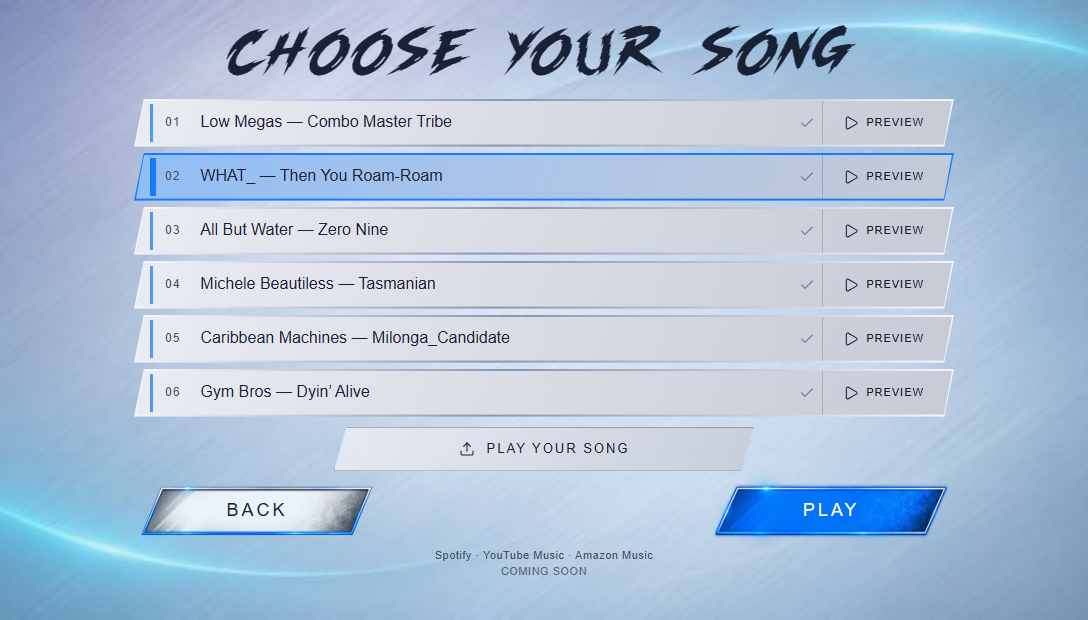 CHOOSE YOUR SONG
01 Low Megas — Combo Master Tribe PREVIEW
02 WHAT_ — Then You Roam-Roam PREVIEW
03 All But Water — Zero Nine PREVIEW
04 Michele Beautiless — Tasmanian PREVIEW
05 Caribbean Machines — Milonga_Candidate PREVIEW
06 Gym Bros — Dyin’ Alive PREVIEW
PLAY YOUR SONG
BACK PLAY
Spotify · YouTube Music · Amazon Music
COMING SOON